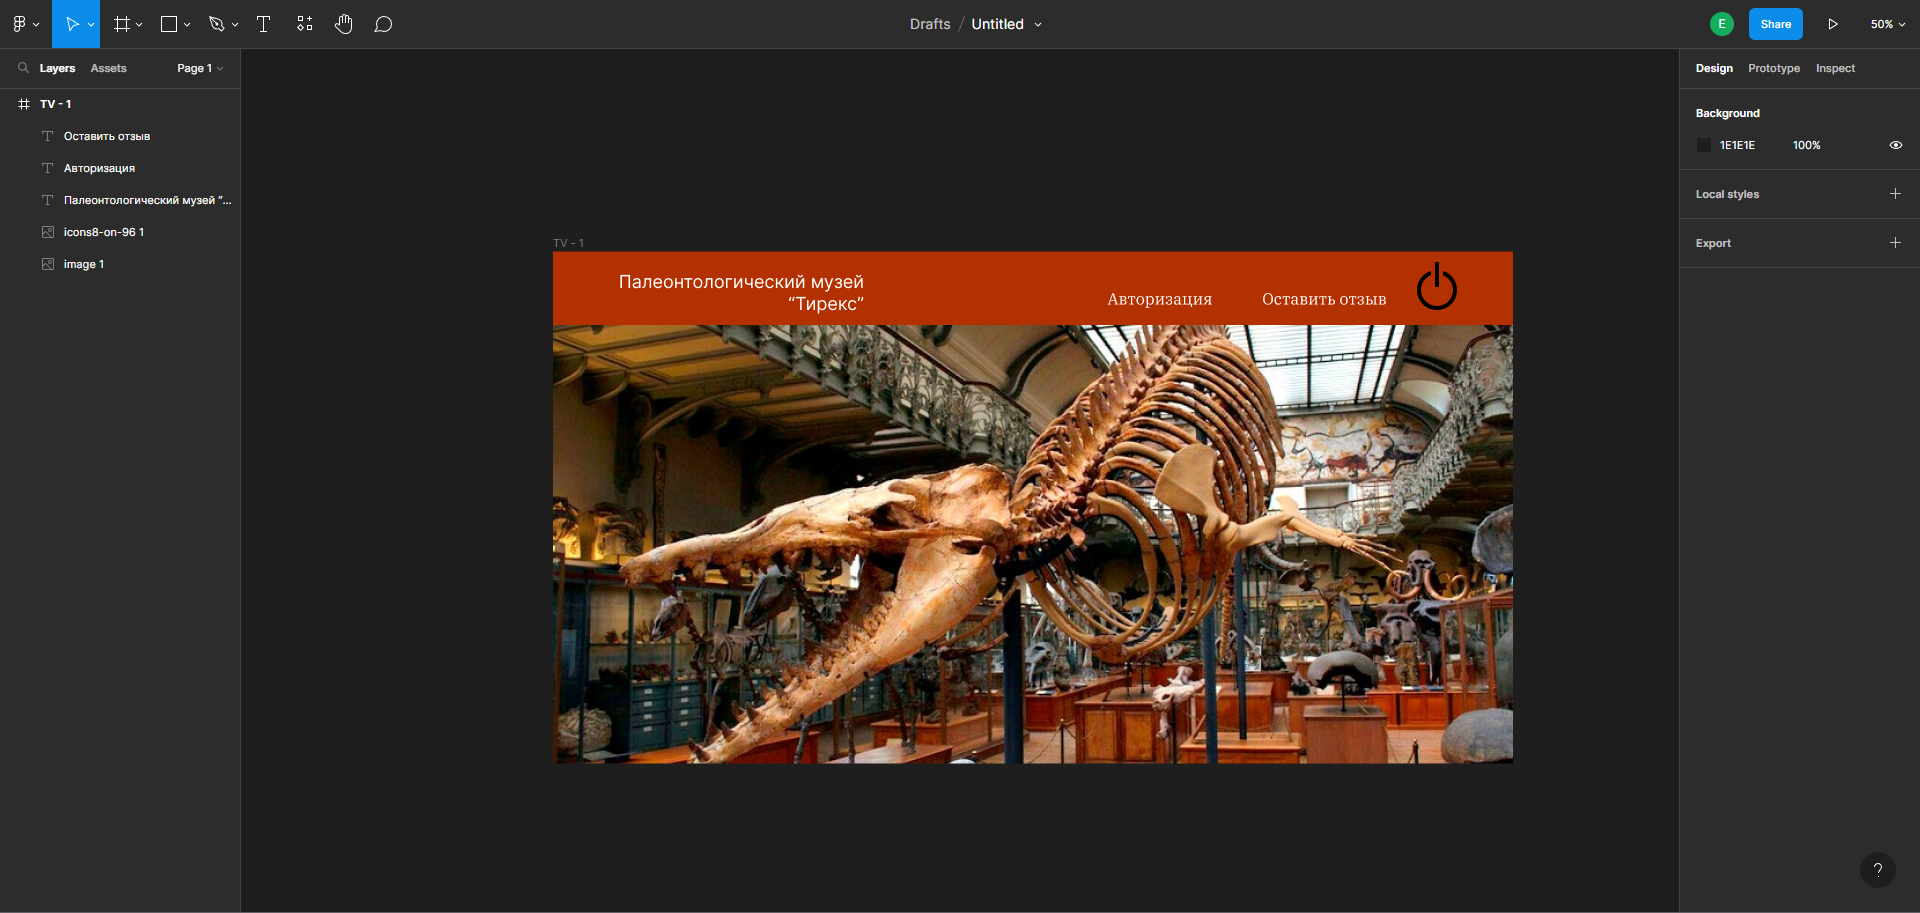 Drafts / Untitled
E
Share
50%
Layers
Assets
Page 1
TV - 1
Оставить отзыв
Авторизация
Палеонтологический музей “...
icons8-on-96 1
image 1
TV - 1
Палеонтологический музей
“Тирекс”
Авторизация
Оставить отзыв
Design
Prototype
Inspect
Background
1E1E1E
100%
Local styles
Export
?